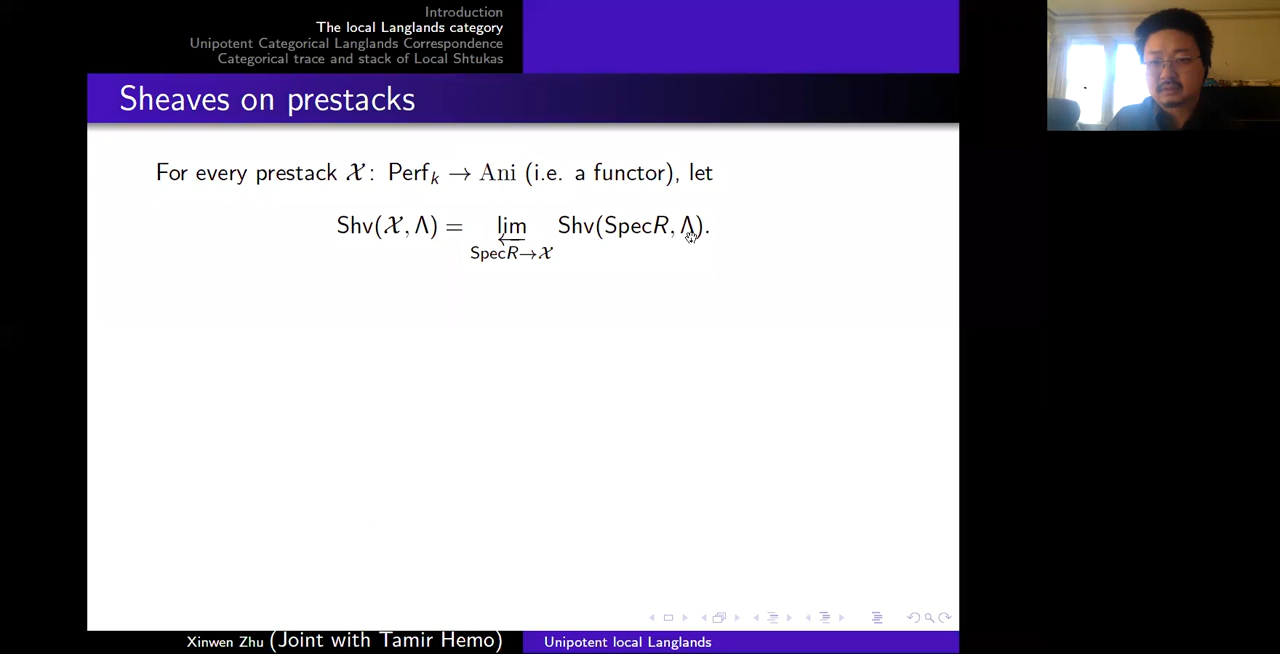 Introduction
The local Langlands category
Unipotent Categorical Langlands Correspondence
Categorical trace and stack of Local Shtukas
Sheaves on prestacks
For every prestack 𝒳 : Perfₖ → Ani (i.e. a functor), let
Shv(𝒳, Λ) = lim Shv(SpecR, Λ).
←
SpecR→𝒳
Xinwen Zhu (Joint with Tamir Hemo)
Unipotent local Langlands